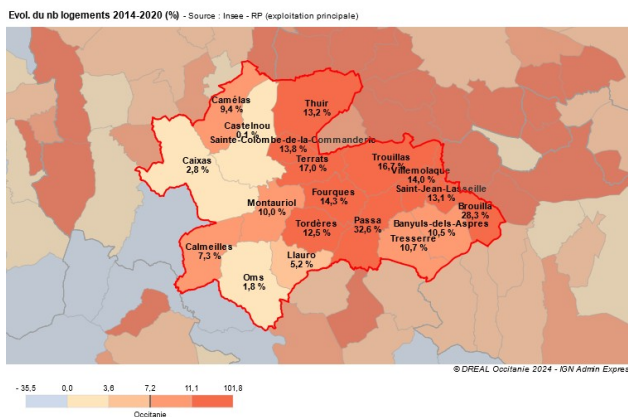 Evol. du nb logements 2014-2020 (%) - Source : Insee - RP (exploitation principale)
Camélas
9,4 %
Thuir
13,2 %
Castelnou
0,4 %
Sainte-Colombe-de-la-Commanderie
13,8 %
Caixas
2,8 %
Terrats
17,0 %
Trouillas
16,7 %
Villemolaque
14,0 %
Saint-Jean-Lasseille
13,1 %
Fourques
14,3 %
Montauriol
10,0 %
Brouilla
28,3 %
Passa
32,6 %
Banyuls-dels-Aspres
10,5 %
Tordères
12,5 %
Tresserre
10,7 %
Calmeilles
7,3 %
Llauro
5,2 %
Oms
1,8 %
© DREAL Occitanie 2024 - IGN Admin Expres
- 35,5 0,0 3,6 7,2 11,1 101,8
Occitanie